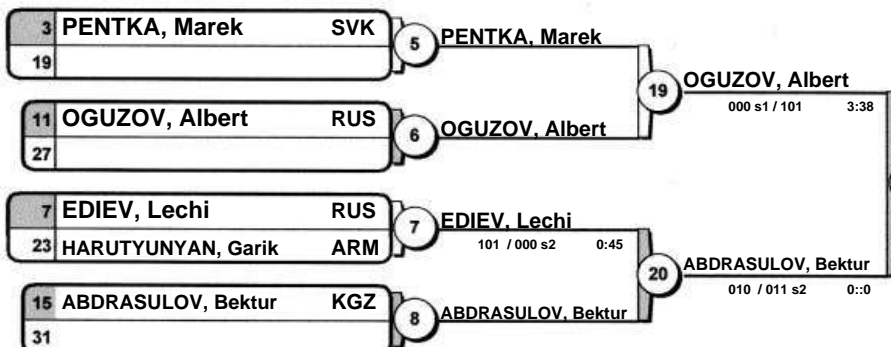 3 PENTKA, Marek SVK
19
5
PENTKA, Marek
11 OGUZOV, Albert RUS
27
6
OGUZOV, Albert
19
OGUZOV, Albert
000 s1 / 101 3:38
7 EDIEV, Lechi RUS
23 HARUTYUNYAN, Garik ARM
7
EDIEV, Lechi
101 / 000 s2 0:45
15 ABDRASULOV, Bektur KGZ
31
8
ABDRASULOV, Bektur
20
ABDRASULOV, Bektur
010 / 011 s2 0::0